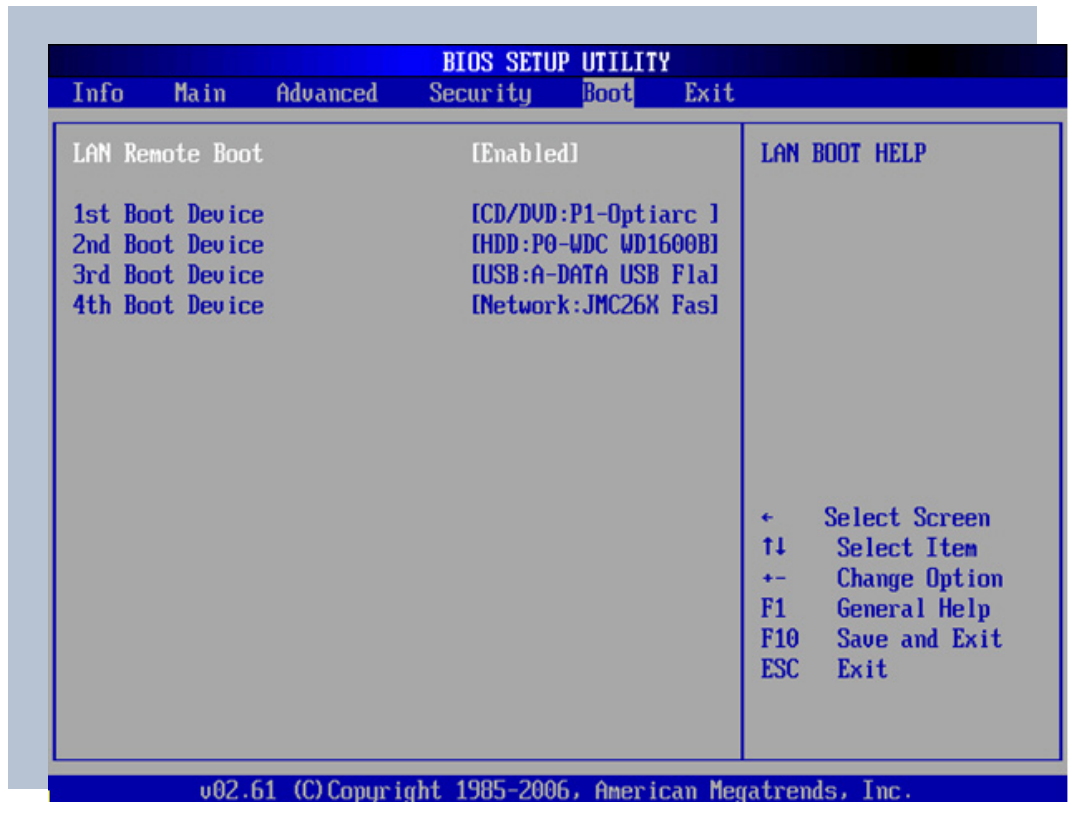 BIOS SETUP UTILITY
Info Main Advanced Security Boot Exit
LAN Remote Boot [Enabled]
1st Boot Device [CD/DVD:P1-Optiarc ]
2nd Boot Device [HDD:P0-WDC WD1600B]
3rd Boot Device [USB:A-DATA USB Fla]
4th Boot Device [Network:JMC26X Fas]
LAN BOOT HELP
← Select Screen
↑↓ Select Item
+- Change Option
F1 General Help
F10 Save and Exit
ESC Exit
v02.61 (C)Copyright 1985-2006, American Megatrends, Inc.